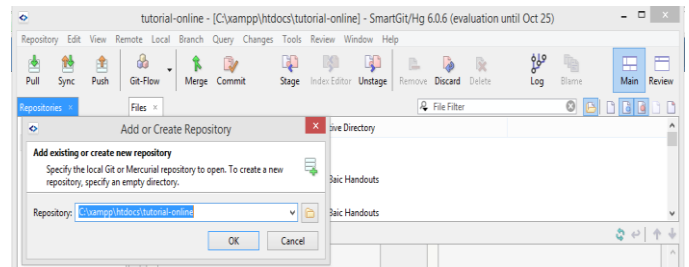 tutorial-online - [C:\xampp\htdocs\tutorial-online] - SmartGit/Hg 6.0.6 (evaluation until Oct 25)
Repository Edit View Remote Local Branch Query Changes Tools Review Window Help
Pull Sync Push Git-Flow Merge Commit Stage Index Editor Unstage Remove Discard Delete Log Blame Main Review
Repositories Files File Filter
Add or Create Repository
Directory
Add existing or create new repository
Specify the local Git or Mercurial repository to open. To create a new
repository, specify an empty directory.
Baic Handouts
Repository: C:\xampp\htdocs\tutorial-online
Baic Handouts
OK Cancel